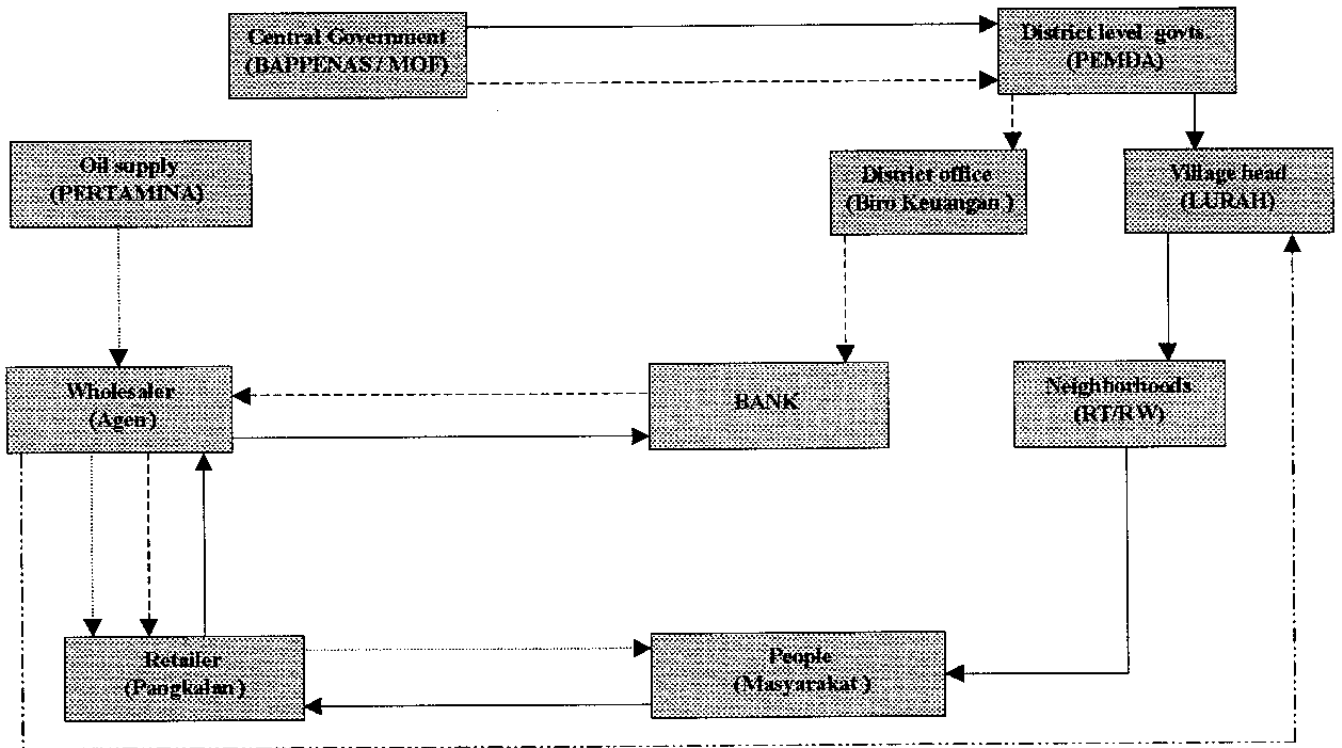 Central Government
(BAPPENAS / MOF)
District level govts.
(PEMDA)
Oil supply
(PERTAMINA)
District office
(Biro Keuangan )
Village head
(LURAH)
Wholesaler
(Agen)
BANK
Neighborhoods
(RT/RW)
Retailer
(Pangkalan)
People
(Masyarakat )